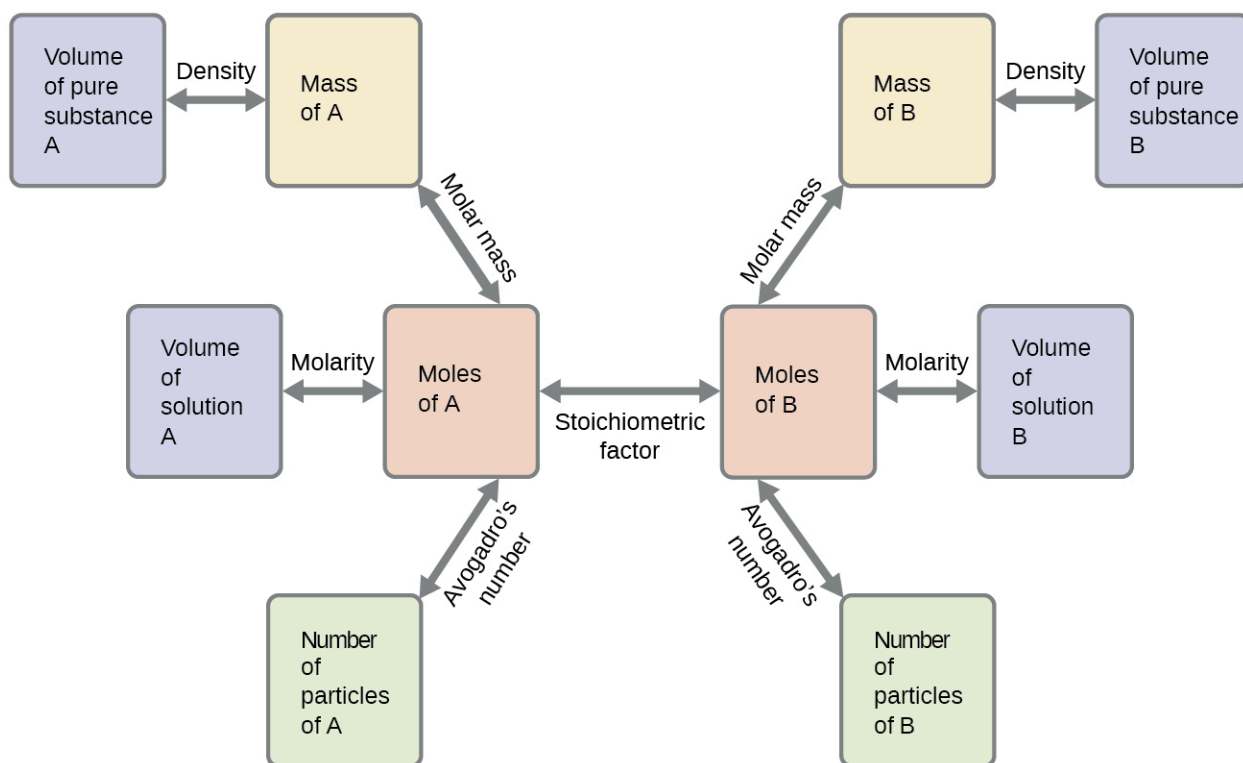 Volume
of pure
substance
A
Density
Mass
of A
Mass
of B
Density
Volume
of pure
substance
B
Molar mass
Molar mass
Volume
of
solution
A
Molarity
Moles
of A
Stoichiometric
factor
Moles
of B
Molarity
Volume
of
solution
B
Avogadro's
number
Avogadro's
number
Number
of
particles
of A
Number
of
particles
of B